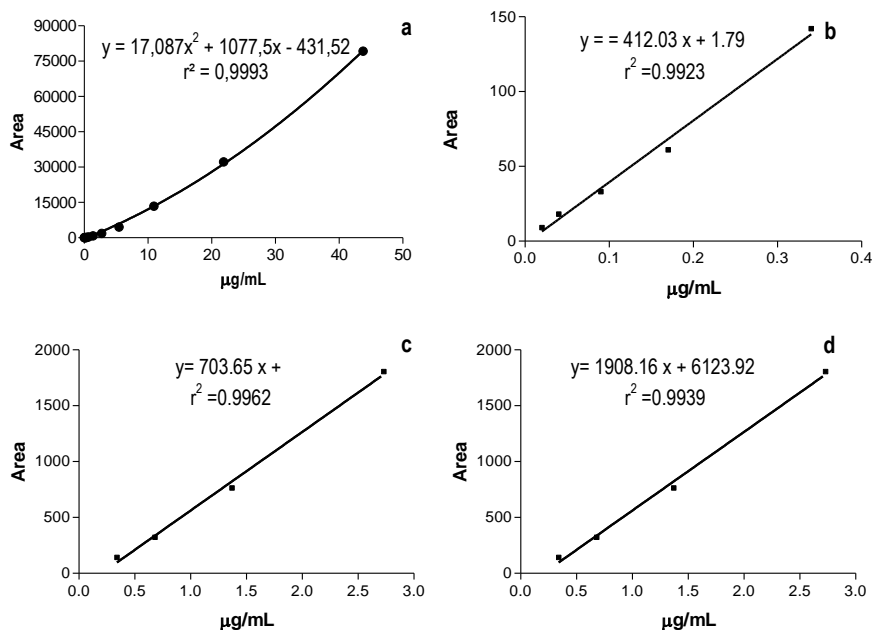 a
y = 17,087x² + 1077,5x - 431,52
r² = 0,9993
Area
90000
75000
60000
45000
30000
15000
0
0 10 20 30 40 50
µg/mL
b
y = = 412.03 x + 1.79
r² =0.9923
Area
150
100
50
0
0.0 0.1 0.2 0.3 0.4
µg/mL
c
y= 703.65 x +
r² =0.9962
Area
2000
1500
1000
500
0
0.0 0.5 1.0 1.5 2.0 2.5 3.0
µg/mL
d
y= 1908.16 x + 6123.92
r² =0.9939
Area
2000
1500
1000
500
0
0.0 0.5 1.0 1.5 2.0 2.5 3.0
µg/mL